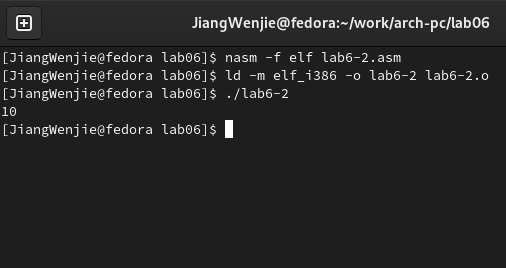 JiangWenjie@fedora:~/work/arch-pc/lab06
[JiangWenjie@fedora lab06]$ nasm -f elf lab6-2.asm
[JiangWenjie@fedora lab06]$ ld -m elf_i386 -o lab6-2 lab6-2.o
[JiangWenjie@fedora lab06]$ ./lab6-2
10
[JiangWenjie@fedora lab06]$